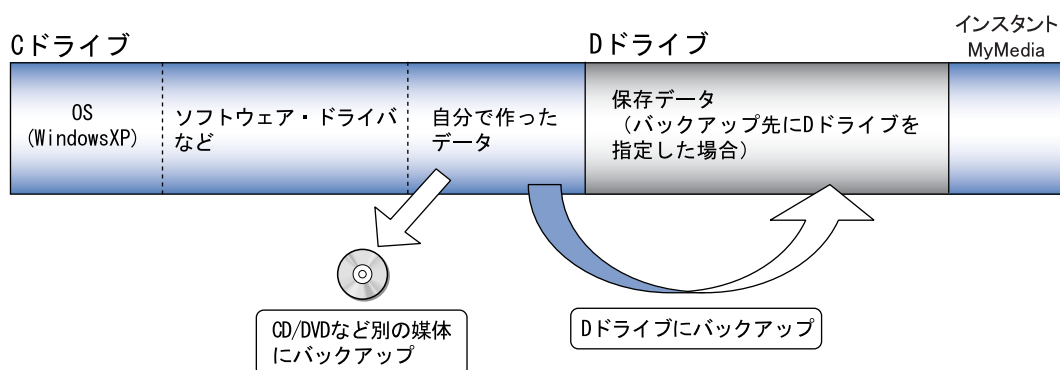 Cドライブ
Dドライブ
インスタント
MyMedia
OS
(WindowsXP)
ソフトウェア・ドライバ
など
自分で作った
データ
保存データ
（バックアップ先にDドライブを
指定した場合）
CD/DVDなど別の媒体
にバックアップ
Dドライブにバックアップ